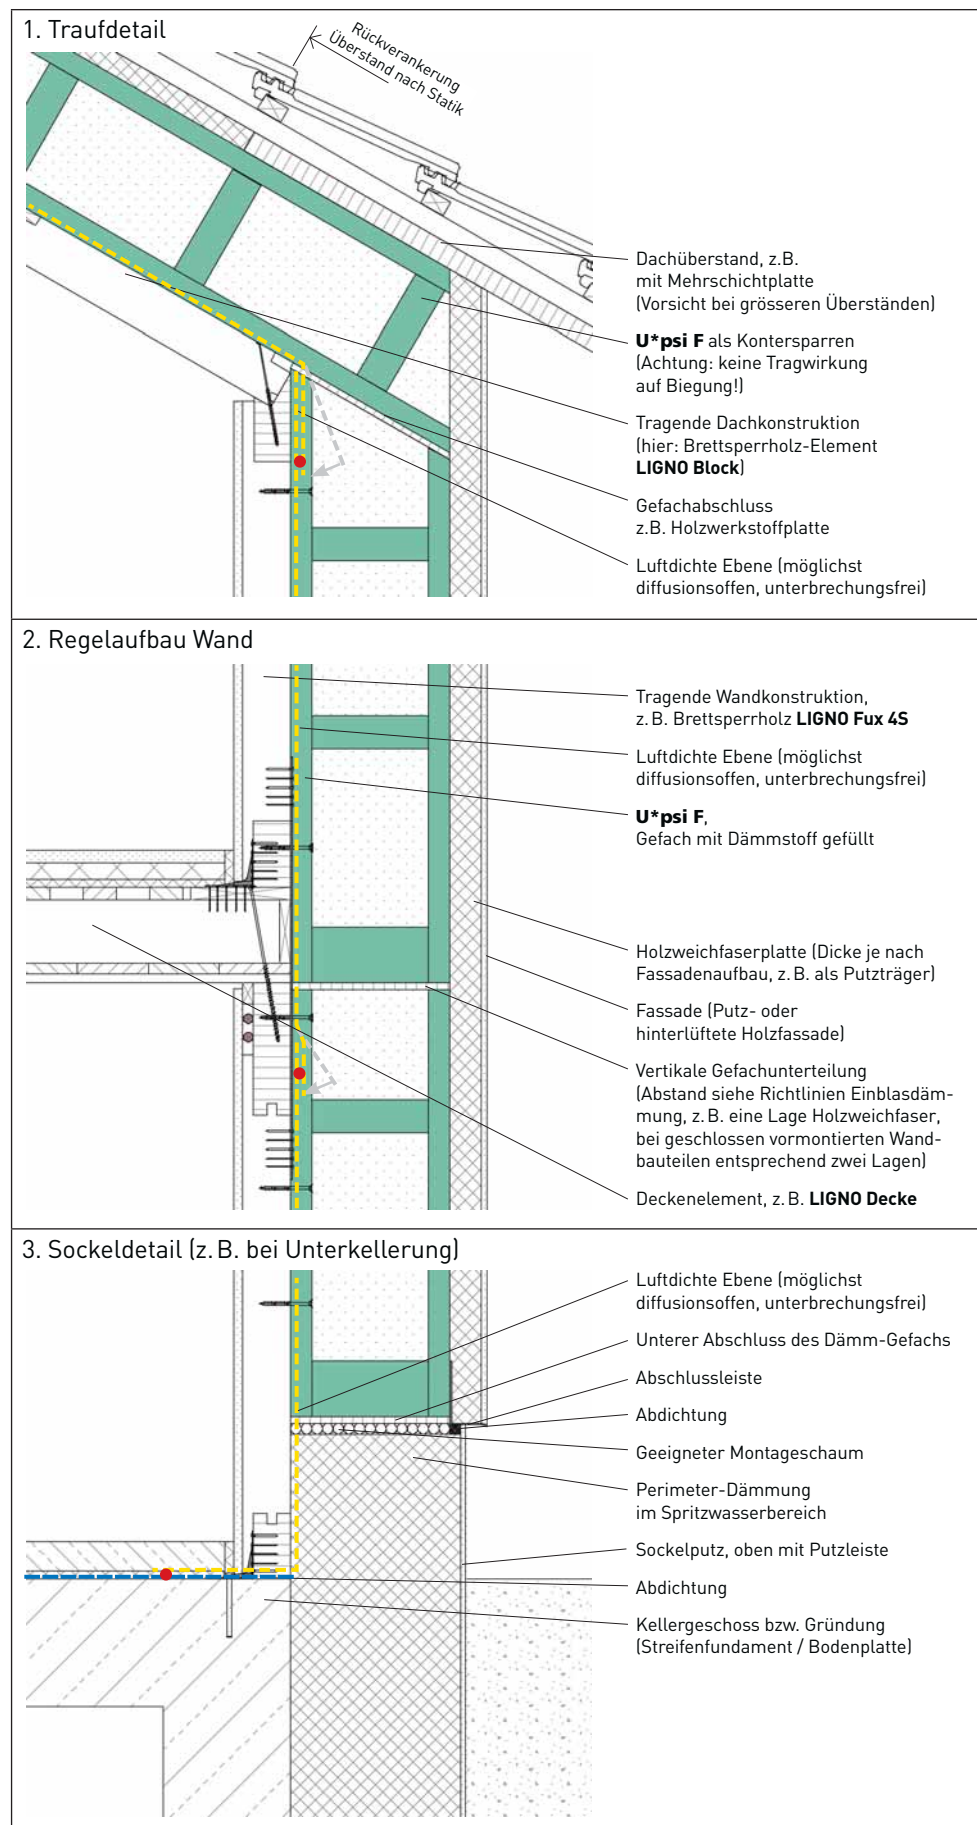 1. Traufdetail
Rückverankerung
Überstand nach Statik
Dachüberstand, z.B.
mit Mehrschichtplatte
(Vorsicht bei grösseren Überständen)
U*psi F als Kontersparren
(Achtung: keine Tragwirkung
auf Biegung!)
Tragende Dachkonstruktion
(hier: Brettsperrholz-Element
LIGNO Block)
Gefachabschluss
z.B. Holzwerkstoffplatte
Luftdichte Ebene (möglichst
diffusionsoffen, unterbrechungsfrei)
2. Regelaufbau Wand
Tragende Wandkonstruktion,
z.B. Brettsperrholz LIGNO Fux 4S
Luftdichte Ebene (möglichst
diffusionsoffen, unterbrechungsfrei)
U*psi F,
Gefach mit Dämmstoff gefüllt
Holzweichfaserplatte (Dicke je nach
Fassadenaufbau, z.B. als Putzträger)
Fassade (Putz- oder
hinterlüftete Holzfassade)
Vertikale Gefachunterteilung
(Abstand siehe Richtlinien Einblasdäm-
mung, z.B. eine Lage Holzweichfaser,
bei geschlossen vormontierten Wand-
bauteilen entsprechend zwei Lagen)
Deckenelement, z.B. LIGNO Decke
3. Sockeldetail (z.B. bei Unterkellerung)
Luftdichte Ebene (möglichst
diffusionsoffen, unterbrechungsfrei)
Unterer Abschluss des Dämm-Gefachs
Abschlussleiste
Abdichtung
Geeigneter Montageschaum
Perimeter-Dämmung
im Spritzwasserbereich
Sockelputz, oben mit Putzleiste
Abdichtung
Kellergeschoss bzw. Gründung
(Streifenfundament / Bodenplatte)